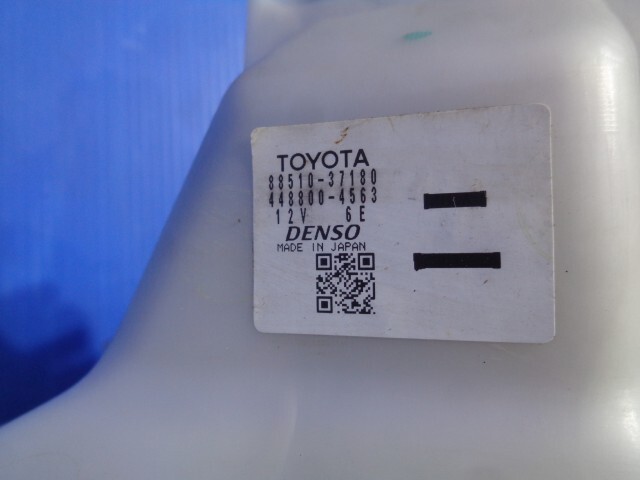 TOYOTA
88510-37180
448800-4563
12V 6E
DENSO
MADE IN JAPAN